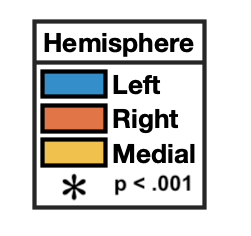 Hemisphere
Left
Right
Medial
* p < .001